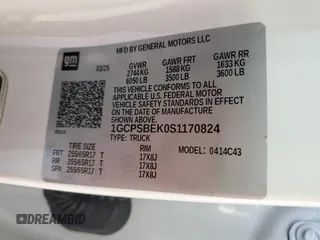 gm
MFD BY GENERAL MOTORS LLC
03/25
GVWR GAWR FRT GAWR RR
2744 KG 1588 KG 1633 KG
6050 LB 3500 LB 3600 LB
THIS VEHICLE CONFORMS TO ALL APPLICABLE
U.S. FEDERAL MOTOR VEHICLE SAFETY
STANDARDS IN EFFECT ON THE DATE
OF MANUFACTURE SHOWN ABOVE.
1GCPSBEK0S1170824
TYPE: TRUCK
TIRE SIZE RIM MODEL: 0414C43
FRT 255/65R17 T 17X8J
RR 255/65R17 T 17X8J
SPA 255/65R17 T 17X8J
DREAMBID